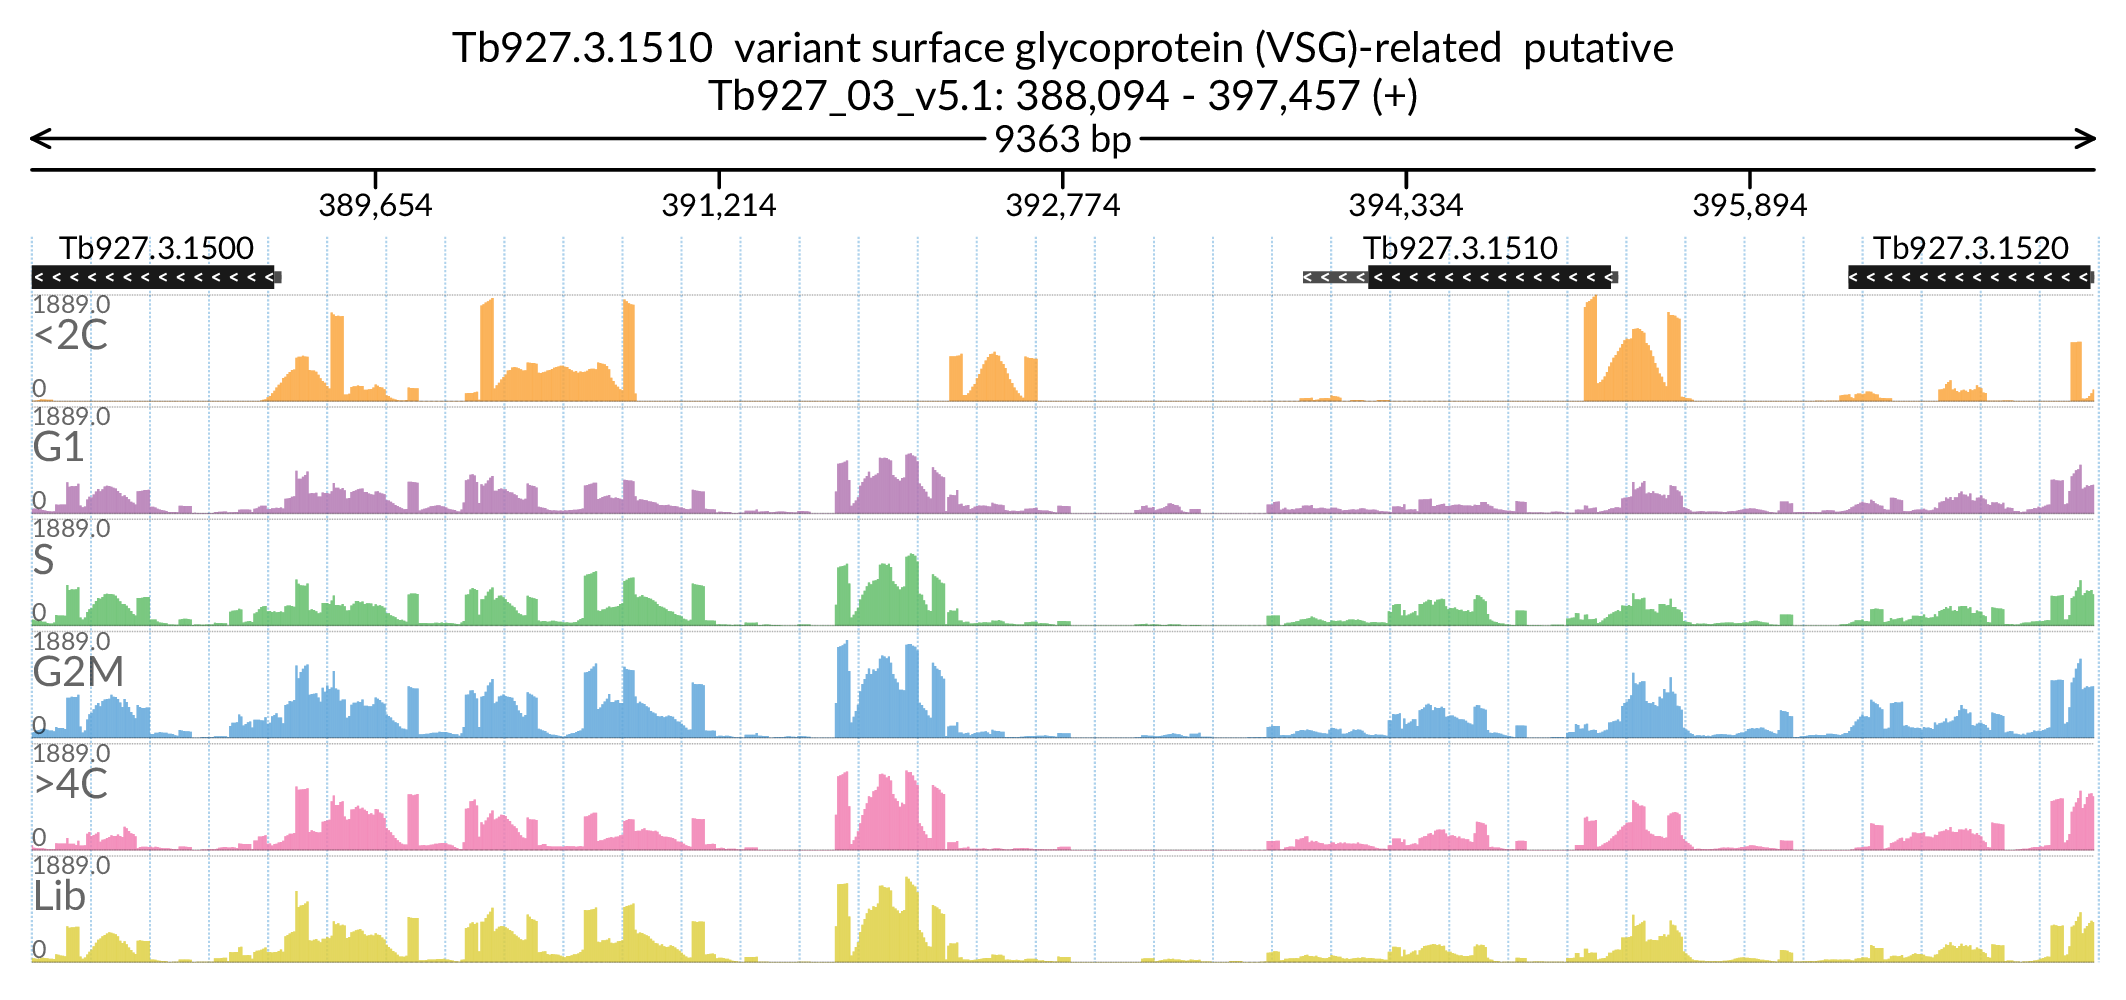 Tb927.3.1510  variant surface glycoprotein (VSG)-related  putative
Tb927_03_v5.1: 388,094 - 397,457 (+)
9363 bp
389,654 391,214 392,774 394,334 395,894
Tb927.3.1500 Tb927.3.1510 Tb927.3.1520
1889.0
<2C
0
1889.0
G1
0
1889.0
S
0
1889.0
G2M
0
1889.0
>4C
0
1889.0
Lib
0